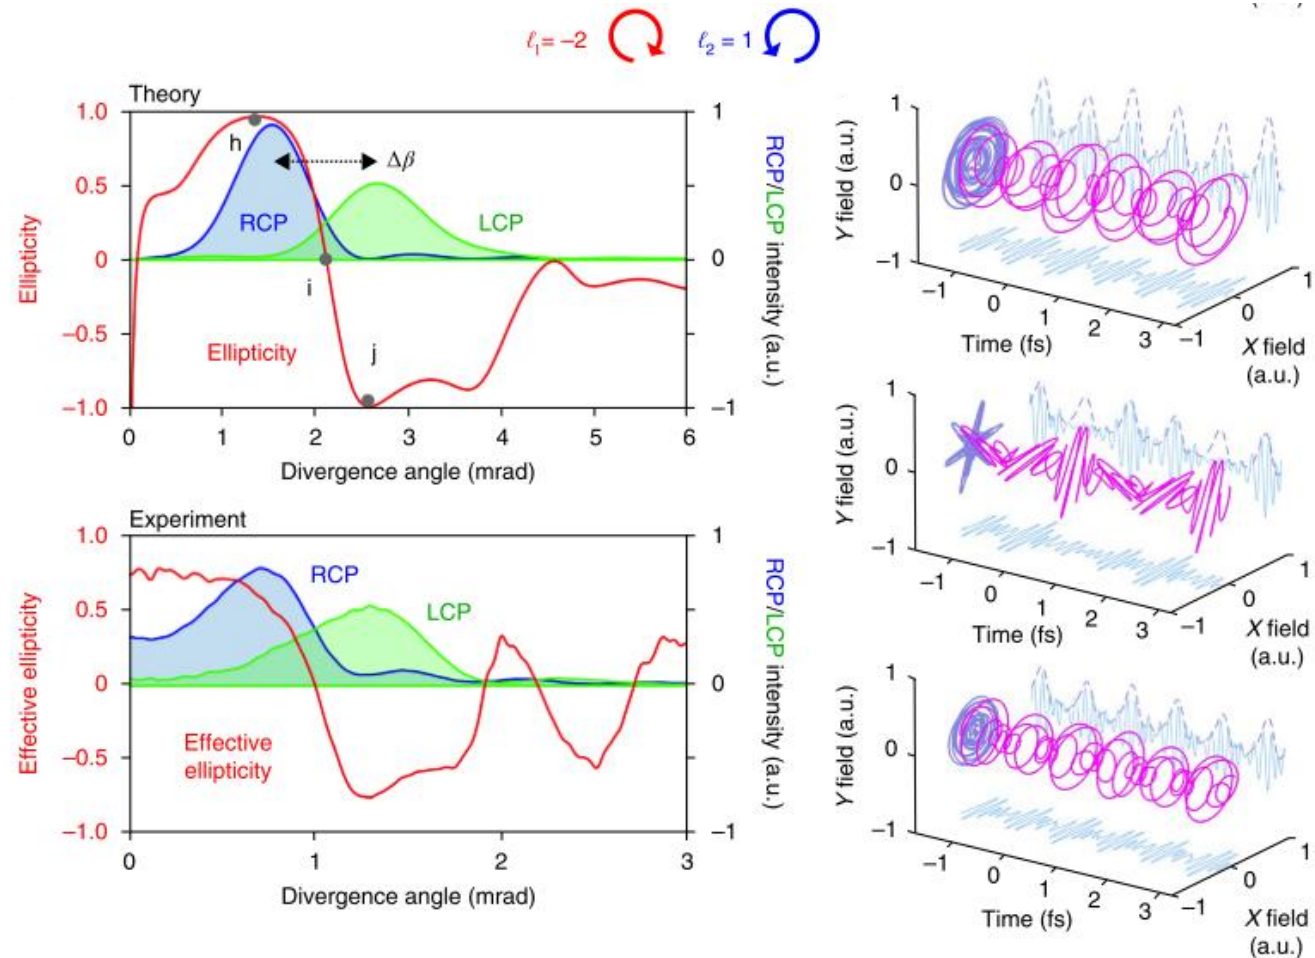 ℓ₁= −2
ℓ₂ = 1
Theory
1.0
0.5
0
−0.5
−1.0
Ellipticity
h
Δβ
RCP
LCP
i
Ellipticity
j
1
0
−1
RCP/LCP intensity (a.u.)
0 1 2 3 4 5 6
Divergence angle (mrad)
Experiment
1.0
0.5
0
−0.5
−1.0
Effective ellipticity
RCP
LCP
Effective
ellipticity
1
0
−1
RCP/LCP intensity (a.u.)
0 1 2 3
Divergence angle (mrad)
1
0
−1
Y field (a.u.)
−1 0 1 2 3
Time (fs)
−1 0 1
X field
(a.u.)
1
0
−1
Y field (a.u.)
−1 0 1 2 3
Time (fs)
−1 0 1
X field
(a.u.)
1
0
−1
Y field (a.u.)
−1 0 1 2 3
Time (fs)
−1 0 1
X field
(a.u.)